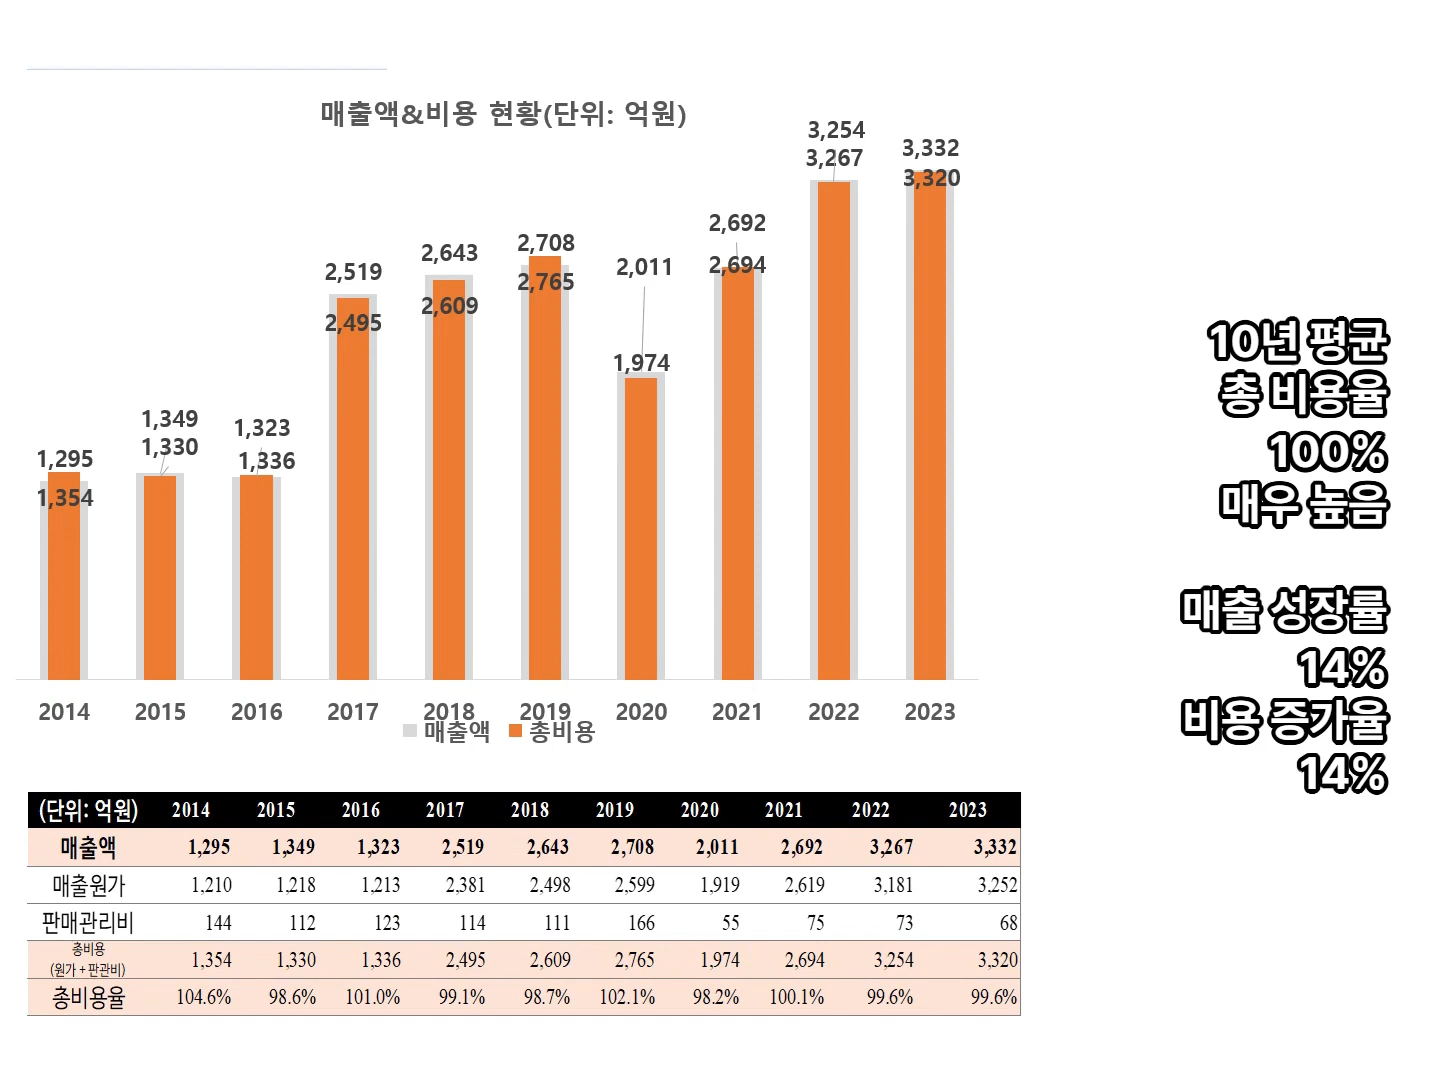 매출액&비용 현황(단위: 억원)
1,295
1,354
1,349
1,330
1,323
1,336
2,519
2,495
2,643
2,609
2,708
2,765
2,011
1,974
2,692
2,694
3,254
3,267
3,332
3,320
2014 2015 2016 2017 2018 2019 2020 2021 2022 2023
매출액 총비용
10년 평균
총 비용율
100%
매우 높음
매출 성장률
14%
비용 증가율
14%
(단위: 억원) 2014 2015 2016 2017 2018 2019 2020 2021 2022 2023
매출액 1,295 1,349 1,323 2,519 2,643 2,708 2,011 2,692 3,267 3,332
매출원가 1,210 1,218 1,213 2,381 2,498 2,599 1,919 2,619 3,181 3,252
판매관리비 144 112 123 114 111 166 55 75 73 68
총비용
(원가 + 판관비) 1,354 1,330 1,336 2,495 2,609 2,765 1,974 2,694 3,254 3,320
총비용율 104.6% 98.6% 101.0% 99.1% 98.7% 102.1% 98.2% 100.1% 99.6% 99.6%